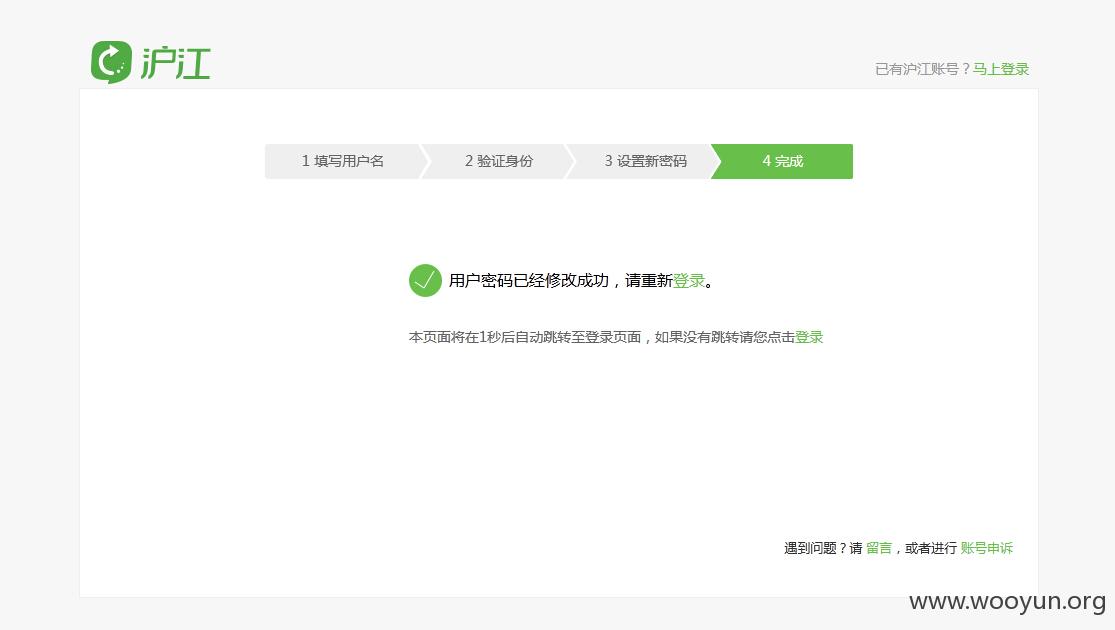 沪江
已有沪江账号？马上登录
1 填写用户名 2 验证身份 3 设置新密码 4 完成
用户密码已经修改成功，请重新登录。
本页面将在1秒后自动跳转至登录页面，如果没有跳转请您点击登录
遇到问题？请 留言，或者进行 账号申诉
www.wooyun.org